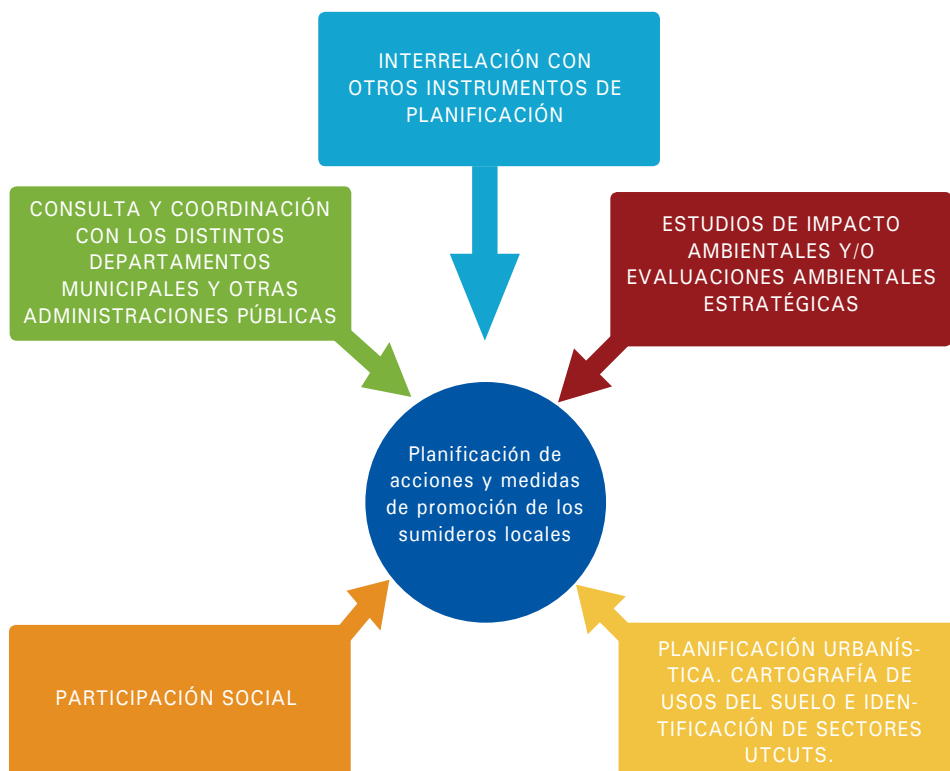 INTERRELACIÓN CON
OTROS INSTRUMENTOS DE
PLANIFICACIÓN
CONSULTA Y COORDINACIÓN
CON LOS DISTINTOS
DEPARTAMENTOS
MUNICIPALES Y OTRAS
ADMINISTRACIONES PÚBLICAS
ESTUDIOS DE IMPACTO
AMBIENTALES Y/O
EVALUACIONES AMBIENTALES
ESTRATÉGICAS
Planificación de
acciones y medidas
de promoción de los
sumideros locales
PARTICIPACIÓN SOCIAL
PLANIFICACIÓN URBANÍS-
TICA. CARTOGRAFÍA DE
USOS DEL SUELO E IDEN-
TIFICACIÓN DE SECTORES
UTCUTS.